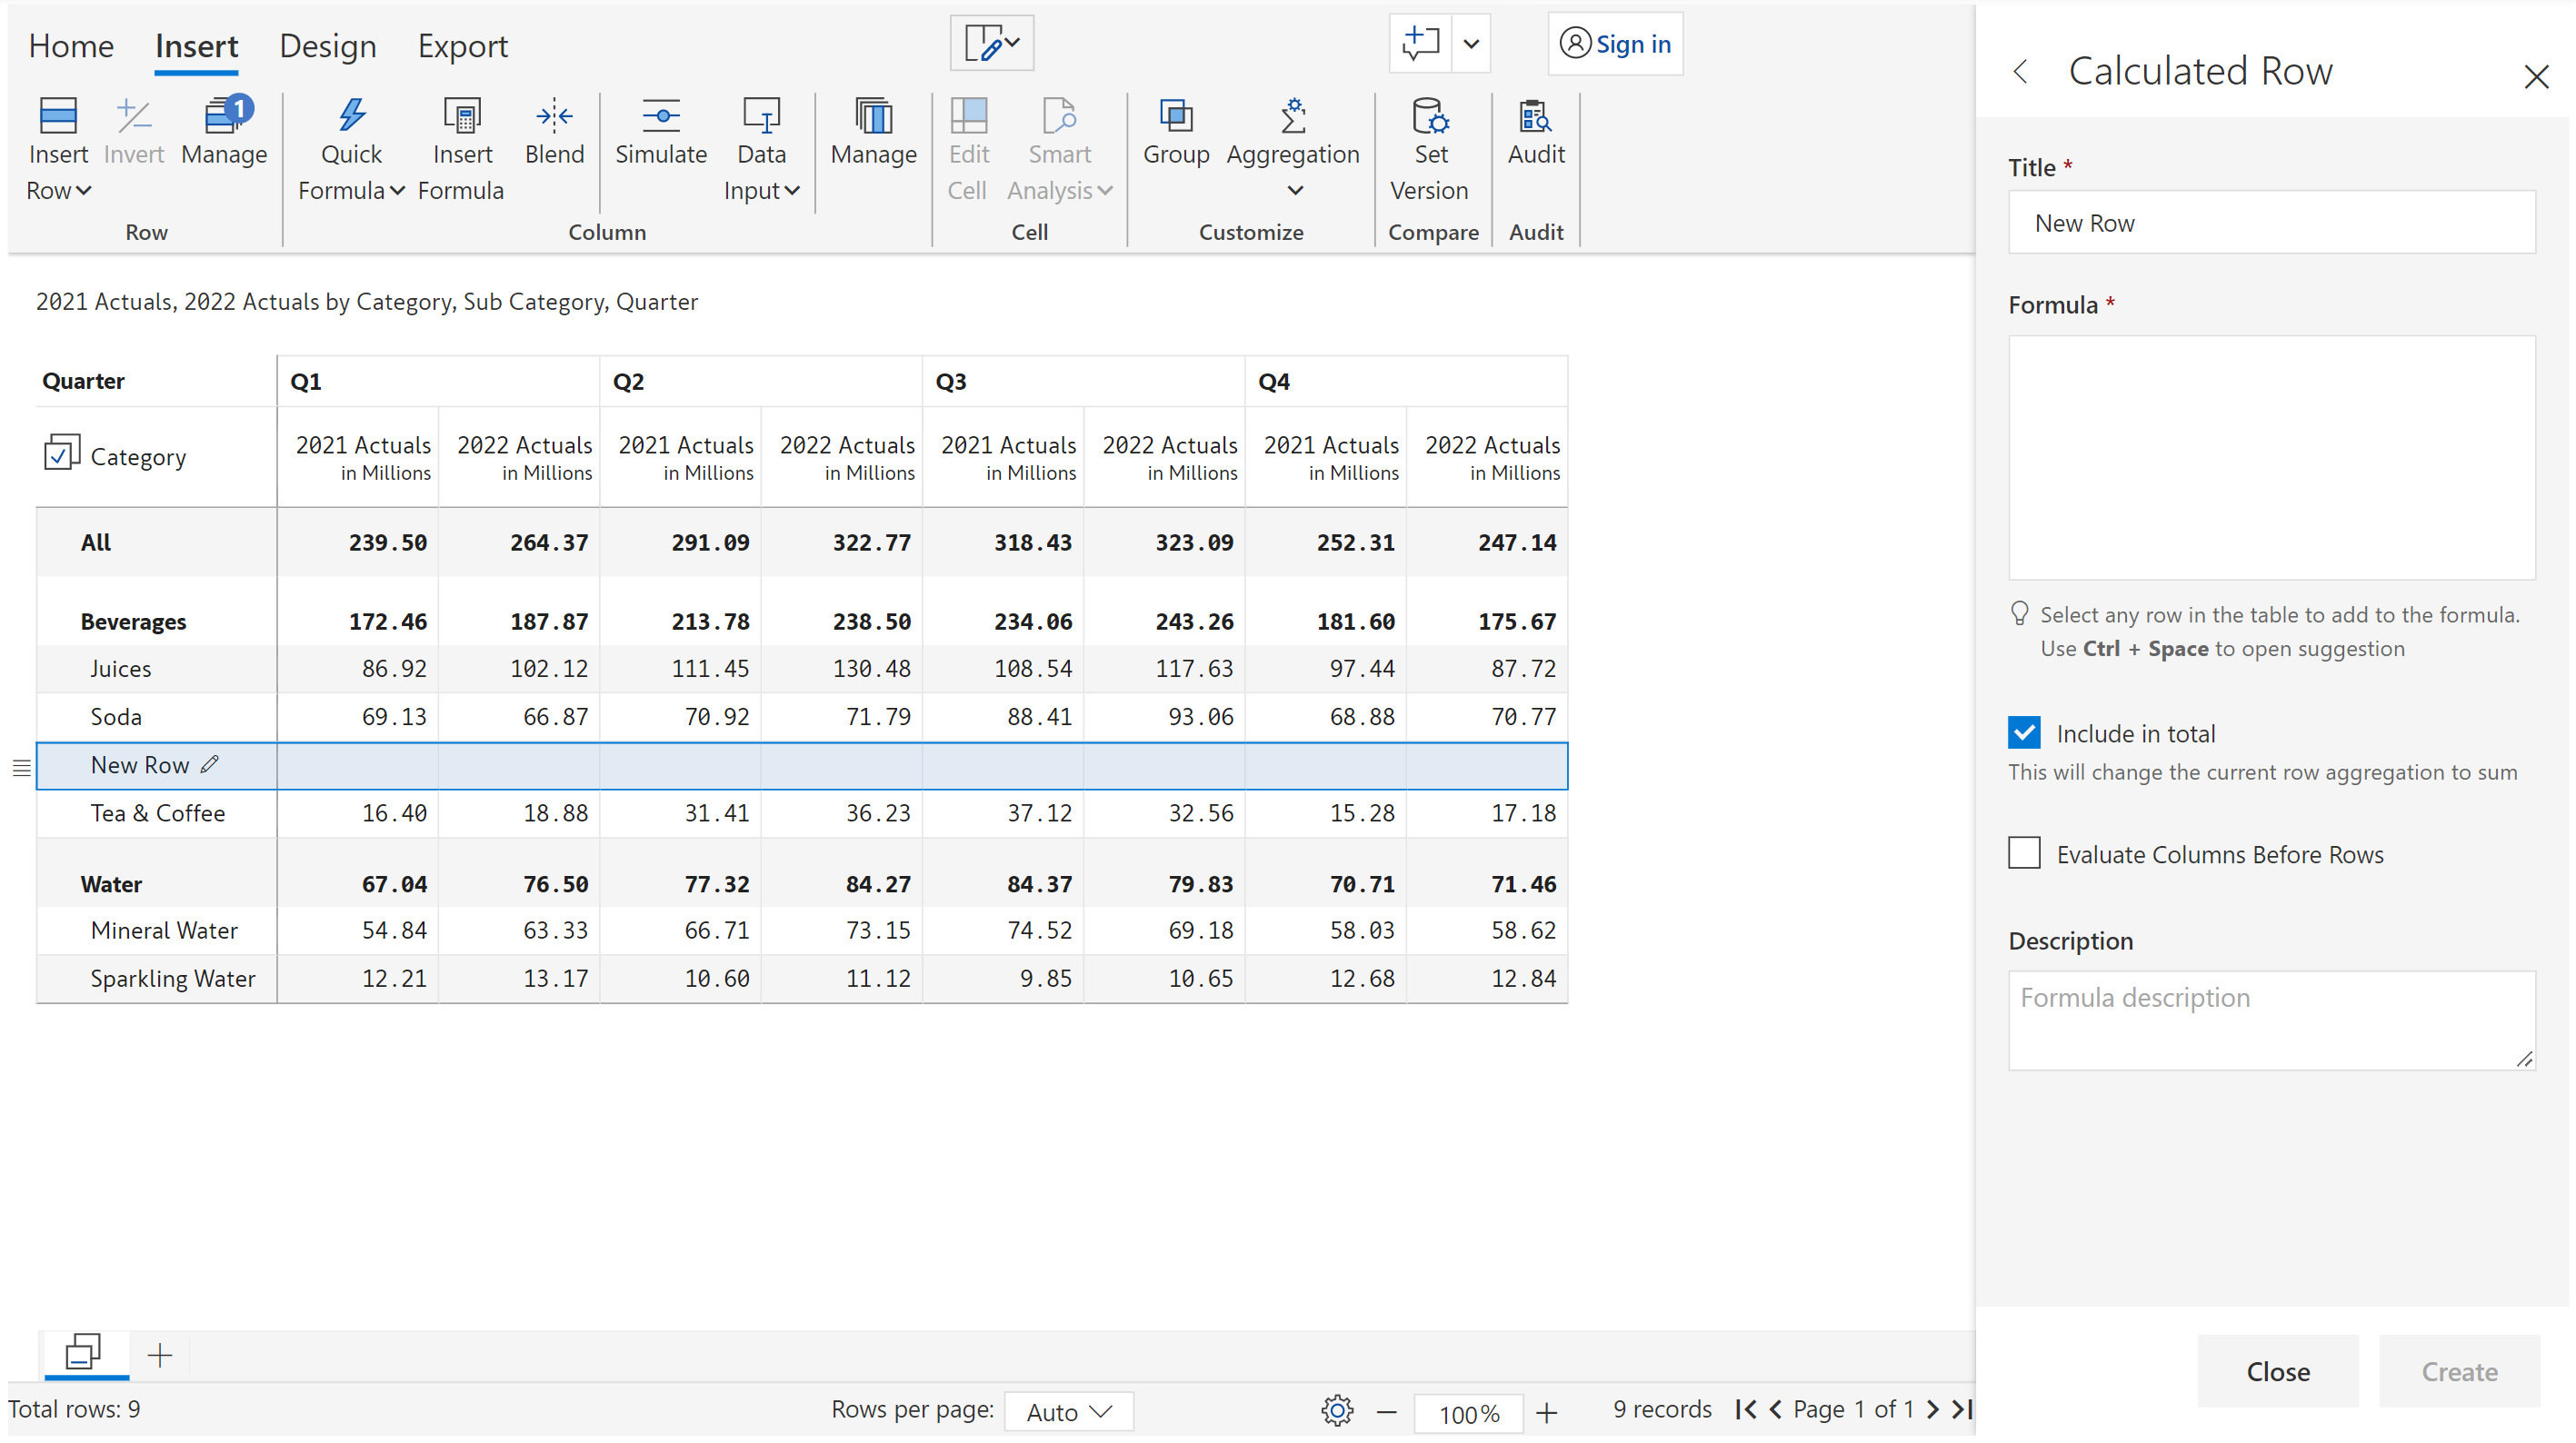 Home Insert Design Export Sign in
1
Insert Row Invert Manage Quick Formula Insert Formula Blend Simulate Data Input Manage Edit Cell Smart Analysis Group Aggregation Set Version Audit
Row Column Cell Customize Compare Audit
2021 Actuals, 2022 Actuals by Category, Sub Category, Quarter
Quarter Q1 Q2 Q3 Q4
Category 2021 Actuals 2022 Actuals 2021 Actuals 2022 Actuals 2021 Actuals 2022 Actuals 2021 Actuals 2022 Actuals
in Millions in Millions in Millions in Millions in Millions in Millions in Millions in Millions
All 239.50 264.37 291.09 322.77 318.43 323.09 252.31 247.14
Beverages 172.46 187.87 213.78 238.50 234.06 243.26 181.60 175.67
Juices 86.92 102.12 111.45 130.48 108.54 117.63 97.44 87.72
Soda 69.13 66.87 70.92 71.79 88.41 93.06 68.88 70.77
New Row
Tea & Coffee 16.40 18.88 31.41 36.23 37.12 32.56 15.28 17.18
Water 67.04 76.50 77.32 84.27 84.37 79.83 70.71 71.46
Mineral Water 54.84 63.33 66.71 73.15 74.52 69.18 58.03 58.62
Sparkling Water 12.21 13.17 10.60 11.12 9.85 10.65 12.68 12.84
Total rows: 9 Rows per page: Auto 100% 9 records Page 1 of 1
Calculated Row
Title *
New Row
Formula *
Select any row in the table to add to the formula.
Use Ctrl + Space to open suggestion
Include in total
This will change the current row aggregation to sum
Evaluate Columns Before Rows
Description
Formula description
Close Create